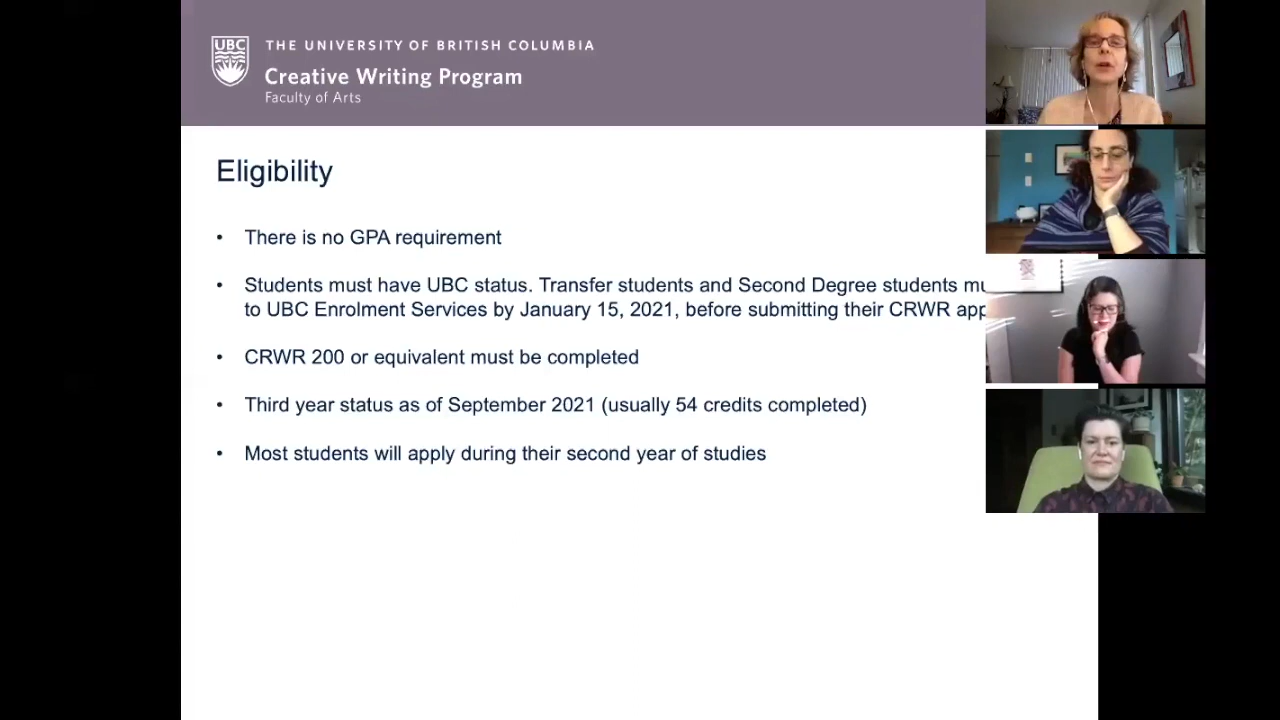 UBC
THE UNIVERSITY OF BRITISH COLUMBIA
Creative Writing Program
Faculty of Arts
Eligibility
• There is no GPA requirement
• Students must have UBC status. Transfer students and Second Degree students
to UBC Enrolment Services by January 15, 2021, before submitting their CRWR
• CRWR 200 or equivalent must be completed
• Third year status as of September 2021 (usually 54 credits completed)
• Most students will apply during their second year of studies